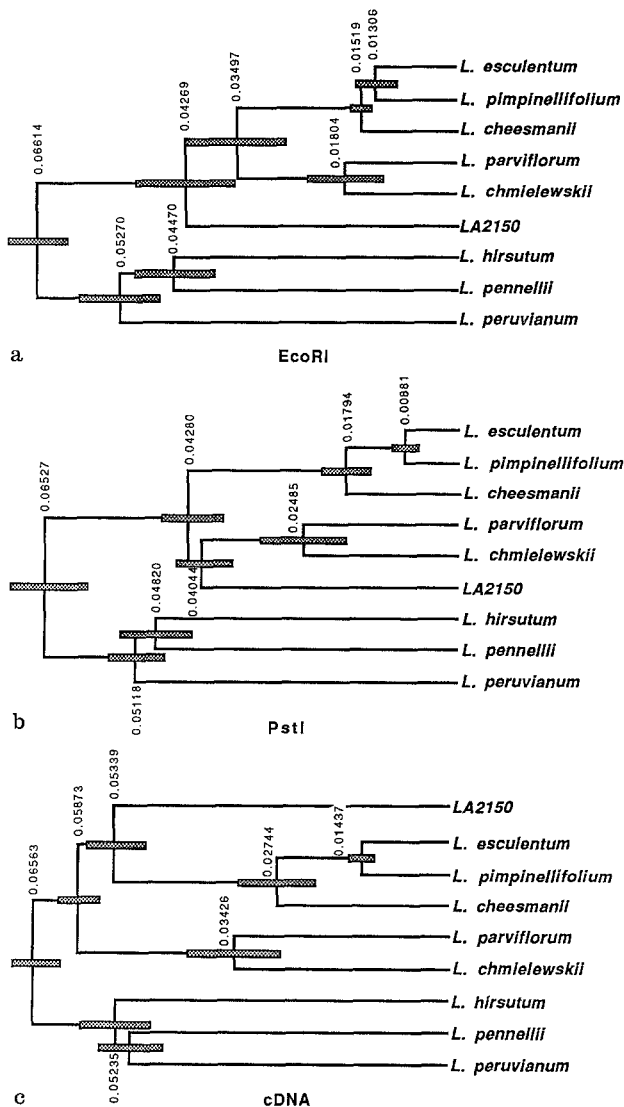 0.06614
0.04269
0.03497
0.01519
0.01306
0.01804
0.05270
0.04470
L. esculentum
L. pimpinellifolium
L. cheesmanii
L. parviflorum
L. chmielewskii
LA2150
L. hirsutum
L. pennellii
L. peruvianum
a
EcoRI
0.06527
0.04280
0.01794
0.00881
0.02485
0.04820
0.04044
0.05118
L. esculentum
L. pimpinellifolium
L. cheesmanii
L. parviflorum
L. chmielewskii
LA2150
L. hirsutum
L. pennellii
L. peruvianum
b
PstI
0.06563
0.05873
0.05339
0.02744
0.01437
0.03426
0.05235
LA2150
L. esculentum
L. pimpinellifolium
L. cheesmanii
L. parviflorum
L. chmielewskii
L. hirsutum
L. pennellii
L. peruvianum
c
cDNA